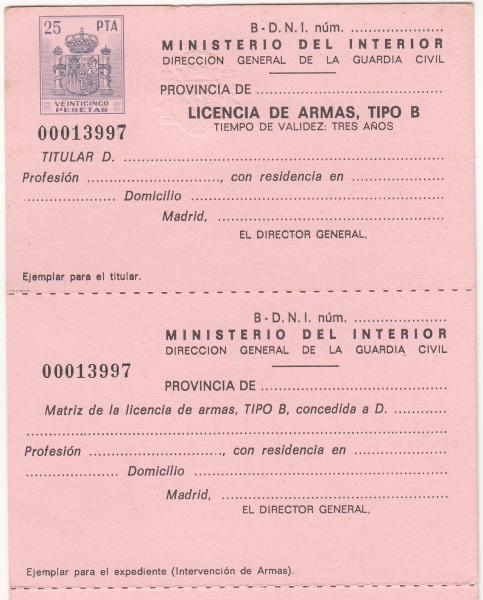 25 PTA
VEINTICINCO
PESETAS
B - D. N. I. núm. ........................
MINISTERIO DEL INTERIOR
DIRECCIÓN GENERAL DE LA GUARDIA CIVIL
PROVINCIA DE ................................
LICENCIA DE ARMAS, TIPO B
TIEMPO DE VALIDEZ: TRES AÑOS
00013997
TITULAR D. ................................................................
Profesión ................................, con residencia en ................
........................ Domicilio ................................................
Madrid, ................................................
EL DIRECTOR GENERAL,
Ejemplar para el titular.
B - D. N. I. núm. ........................
MINISTERIO DEL INTERIOR
DIRECCION GENERAL DE LA GUARDIA CIVIL
00013997
PROVINCIA DE ................................
Matriz de la licencia de armas, TIPO B, concedida a D. .............
................................................................................
Profesión ................................, con residencia en ................
........................ Domicilio ................................................
Madrid, ................................................
EL DIRECTOR GENERAL,
Ejemplar para el expediente (Intervención de Armas).